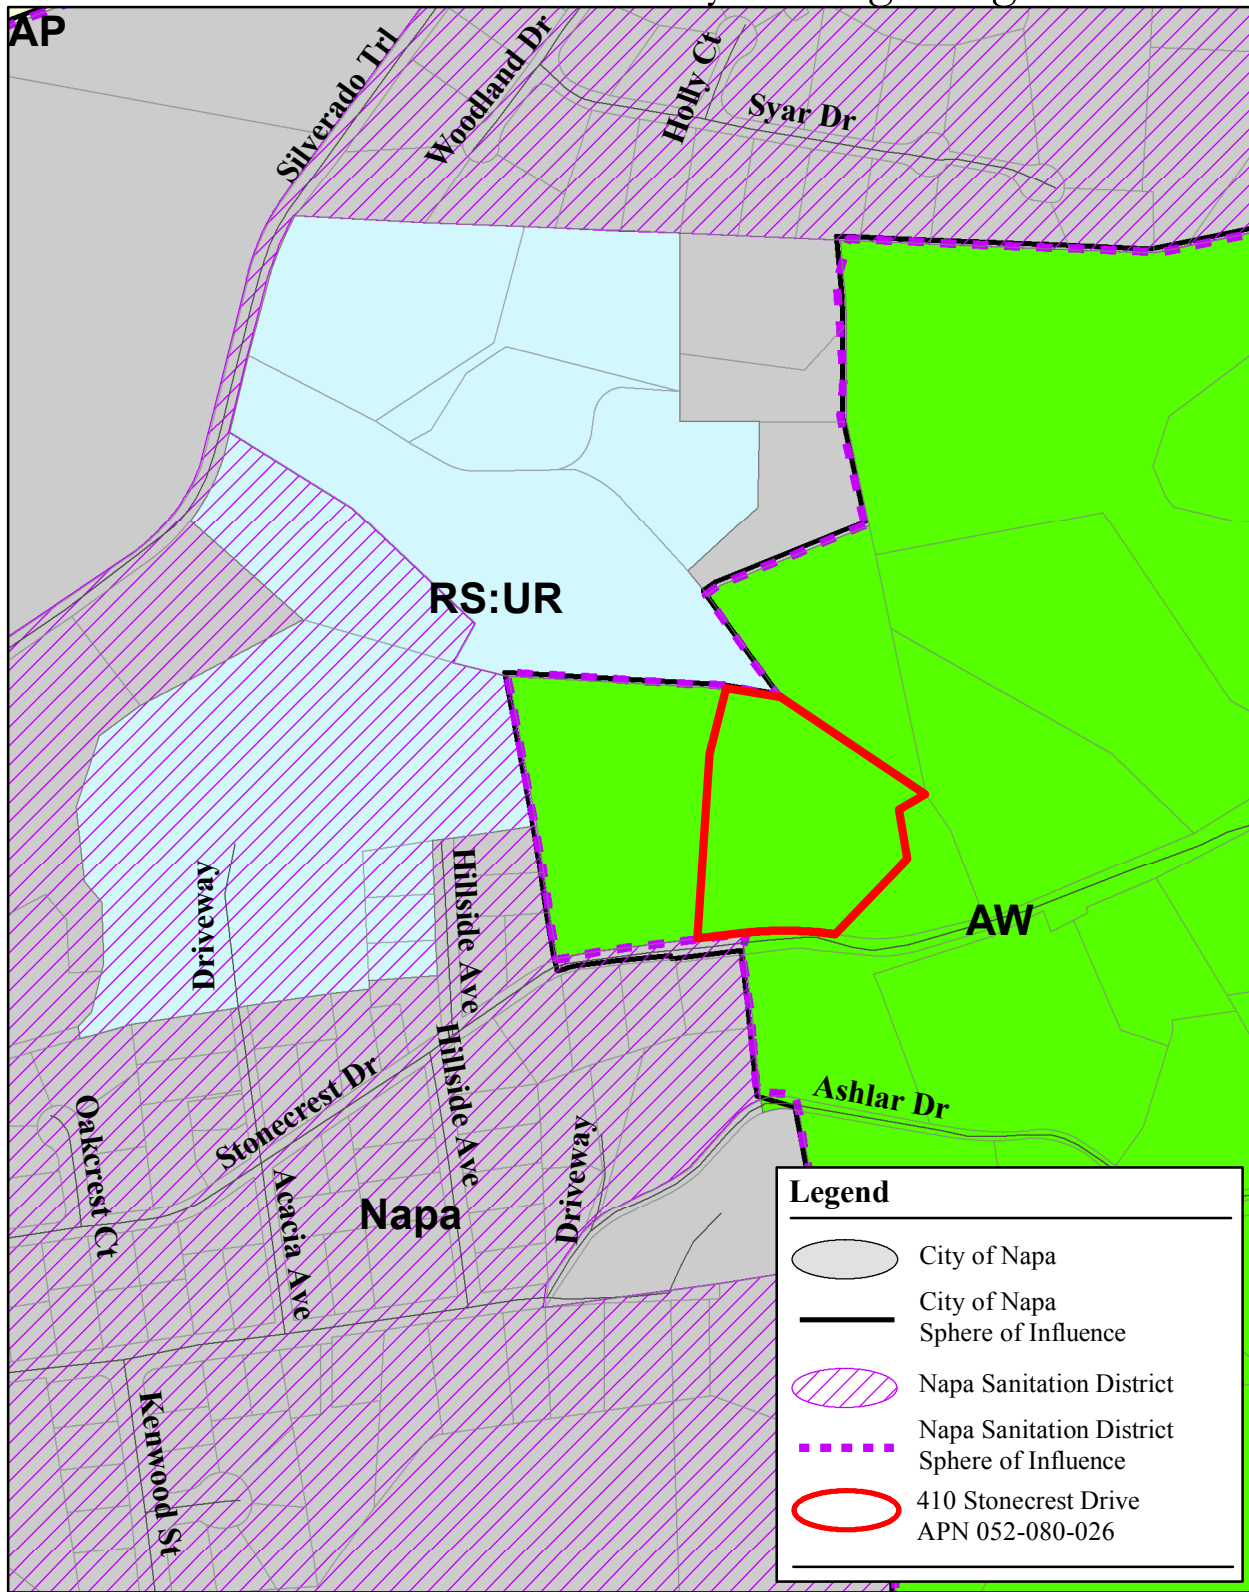 AP
Silverado Trl
Woodland Dr
Holly Ct
Syar Dr
RS:UR
Driveway
Hillside Ave
AW
Hillside Ave
Stonecrest Dr
Oakcrest Ct
Acacia Ave
Napa
Driveway
Ashlar Dr
Kenwood St
Legend
City of Napa
City of Napa
Sphere of Influence
Napa Sanitation District
Napa Sanitation District
Sphere of Influence
410 Stonecrest Drive
APN 052-080-026